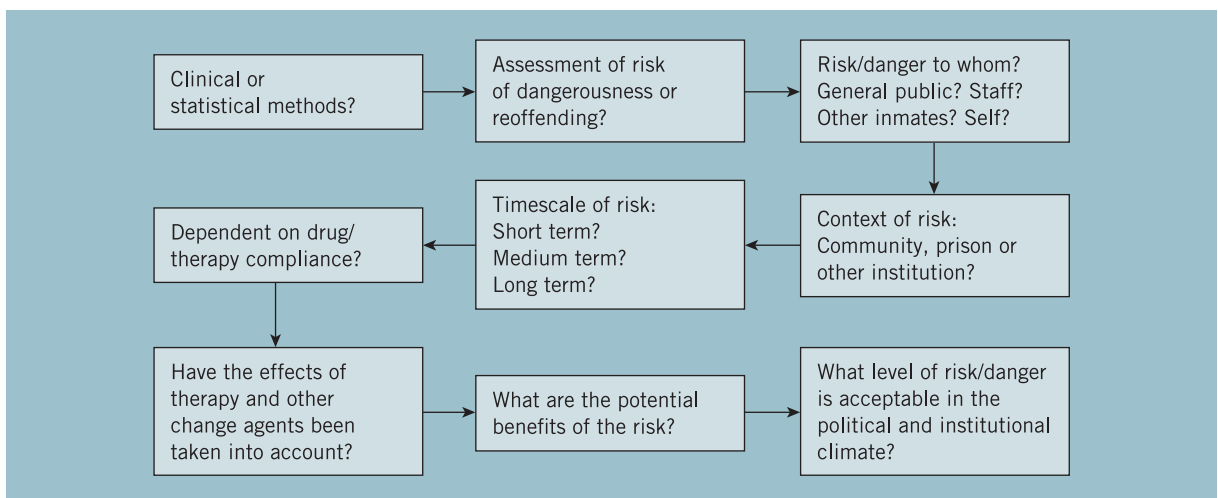 Clinical or
statistical methods?
Assessment of risk
of dangerousness or
reoffending?
Risk/danger to whom?
General public? Staff?
Other inmates? Self?
Context of risk:
Community, prison or
other institution?
Timescale of risk:
Short term?
Medium term?
Long term?
Dependent on drug/
therapy compliance?
Have the effects of
therapy and other
change agents been
taken into account?
What are the potential
benefits of the risk?
What level of risk/danger
is acceptable in the
political and institutional
climate?